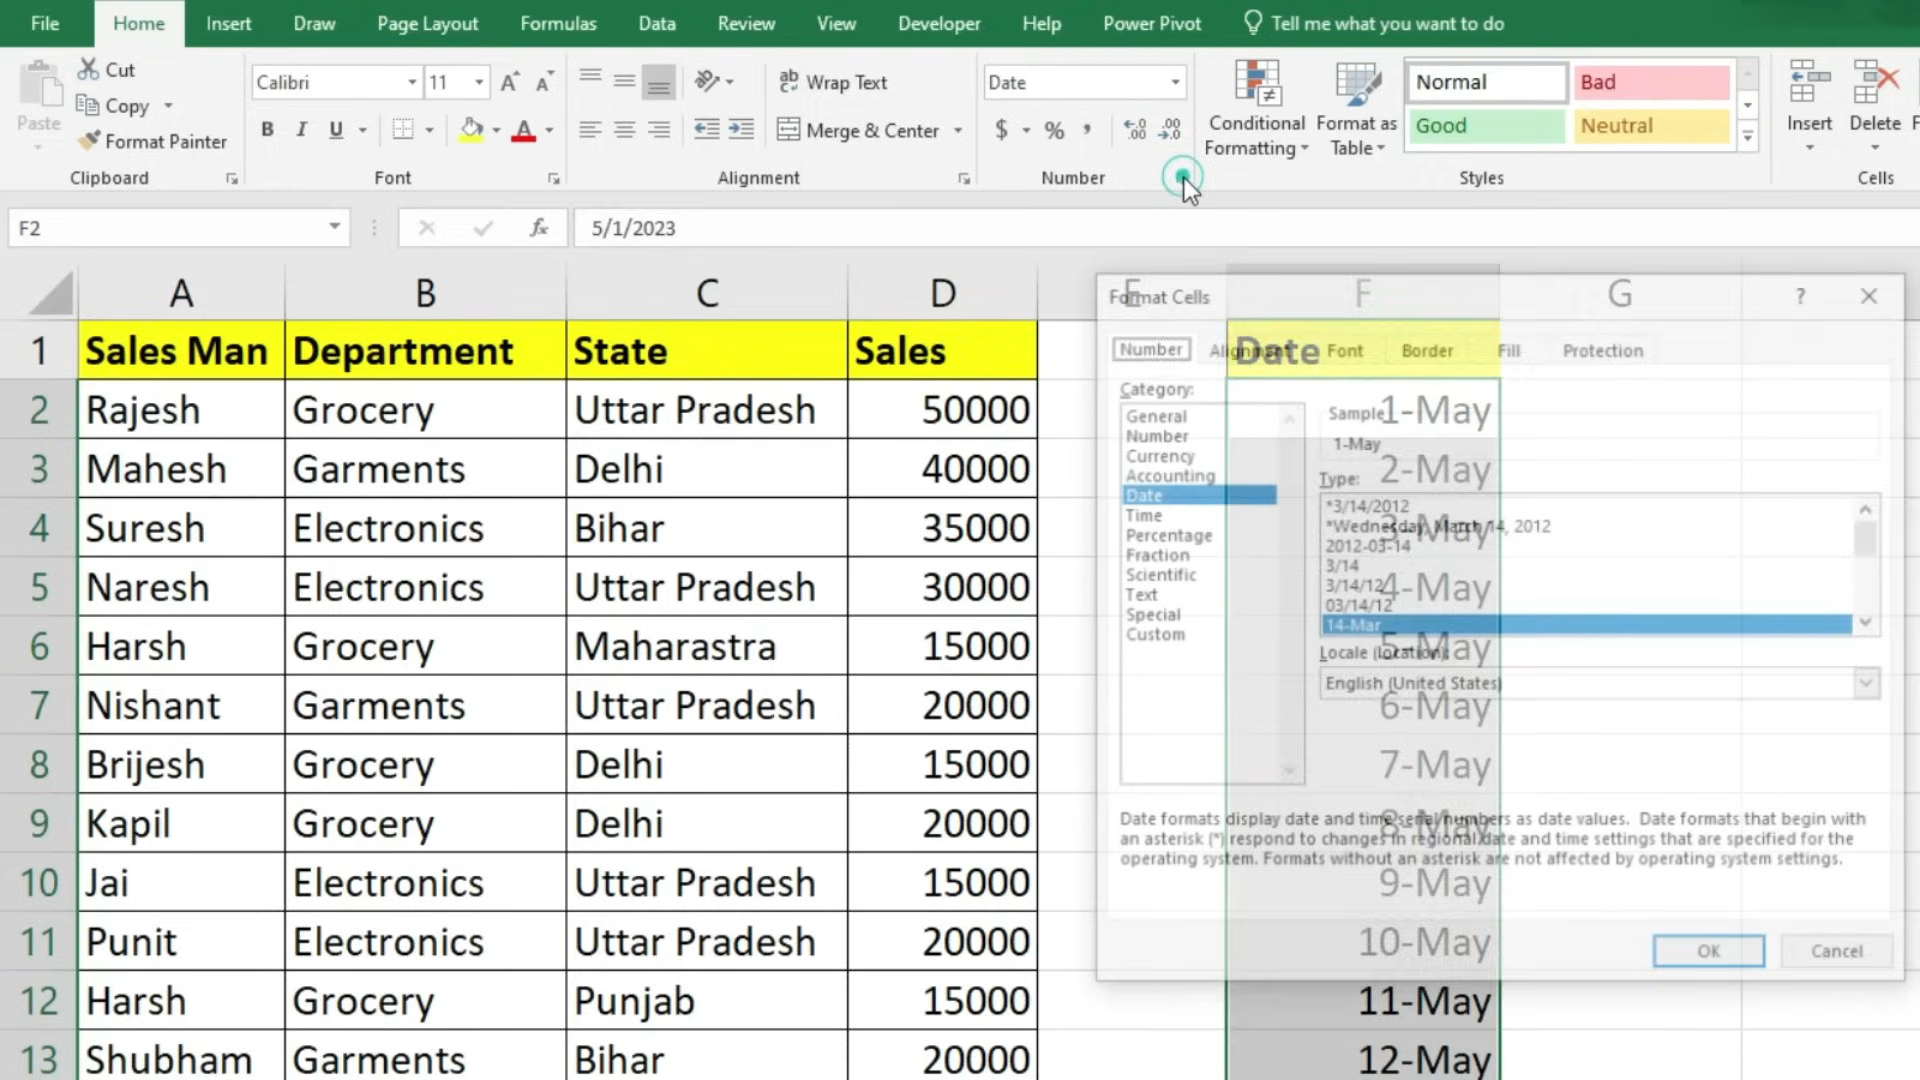 File Home Insert Draw Page Layout Formulas Data Review View Developer Help Power Pivot Tell me what you want to do
Paste
Cut
Copy
Format Painter
Clipboard
Calibri 11
B I U
Font
Wrap Text
Merge & Center
Alignment
Date
$ % ,
Number
Conditional Formatting
Format as Table
Normal Bad
Good Neutral
Styles
Insert Delete
Cells
F2 fx 5/1/2023
A B C D E F G
1 Sales Man Department State Sales Date
2 Rajesh Grocery Uttar Pradesh 50000 1-May
3 Mahesh Garments Delhi 40000 2-May
4 Suresh Electronics Bihar 35000 3-May
5 Naresh Electronics Uttar Pradesh 30000 4-May
6 Harsh Grocery Maharastra 15000 5-May
7 Nishant Garments Uttar Pradesh 20000 6-May
8 Brijesh Grocery Delhi 15000 7-May
9 Kapil Grocery Delhi 20000 8-May
10 Jai Electronics Uttar Pradesh 15000 9-May
11 Punit Electronics Uttar Pradesh 20000 10-May
12 Harsh Grocery Punjab 15000 11-May
13 Shubham Garments Bihar 20000 12-May
Format Cells ?
Number Alignment Font Border Fill Protection
Category:
General
Number
Currency
Accounting
Date
Time
Percentage
Fraction
Scientific
Text
Special
Custom
Sample
1-May
Type:
*3/14/2012
*Wednesday, March 14, 2012
2012-03-14
3/14
3/14/12
03/14/12
14-Mar
Locale (location):
English (United States)
Date formats display date and time serial numbers as date values. Date formats that begin with
an asterisk (*) respond to changes in regional date and time settings that are specified for the
operating system. Formats without an asterisk are not affected by operating system settings.
OK Cancel